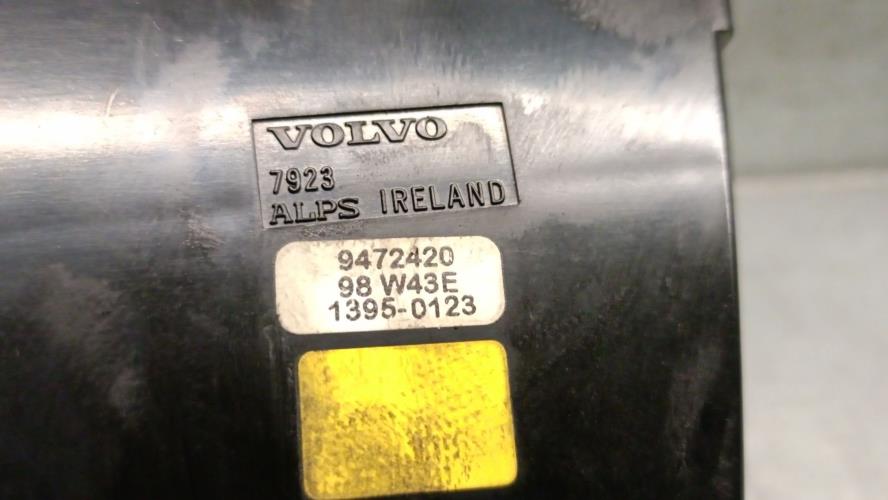 VOLVO
7923
ALPS IRELAND
9472420
98 W43E
1395-0123